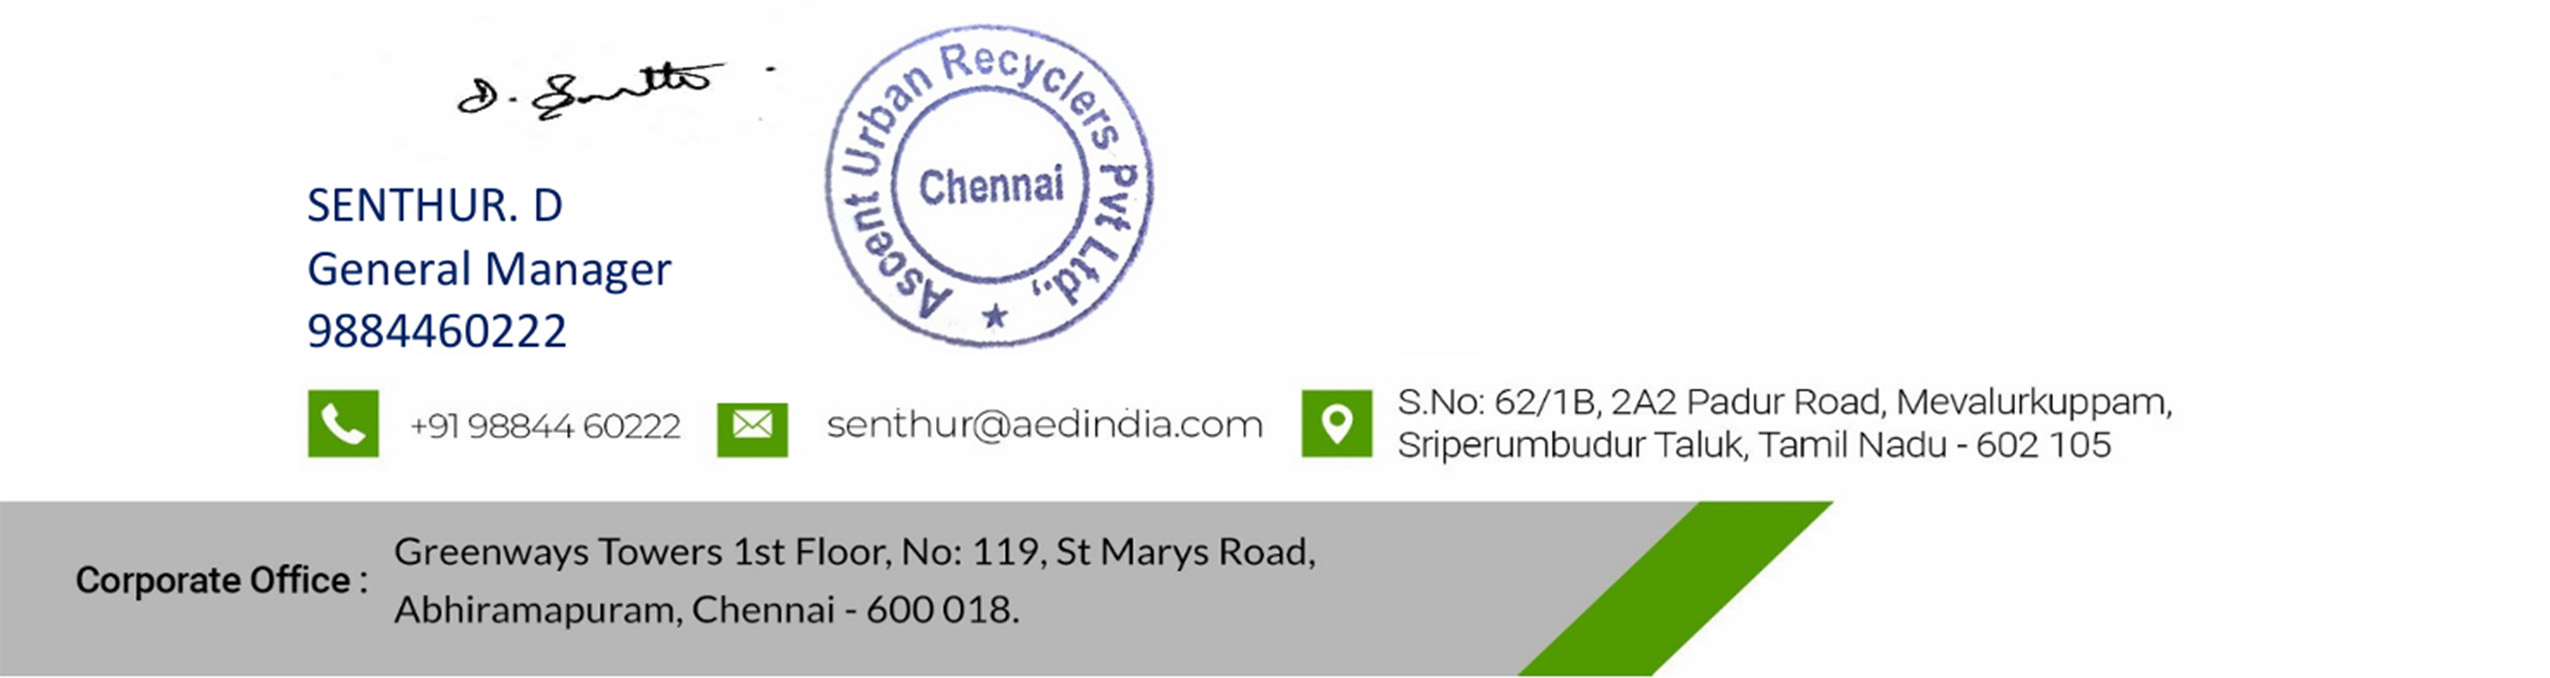 D. Senthur
Ascent Urban Recyclers Pvt Ltd.,
Chennai
SENTHUR. D
General Manager
9884460222
+91 98844 60222
senthur@aedindia.com
S.No: 62/1B, 2A2 Padur Road, Mevalurkuppam,
Sriperumbudur Taluk, Tamil Nadu - 602 105
Corporate Office :
Greenways Towers 1st Floor, No: 119, St Marys Road,
Abhiramapuram, Chennai - 600 018.